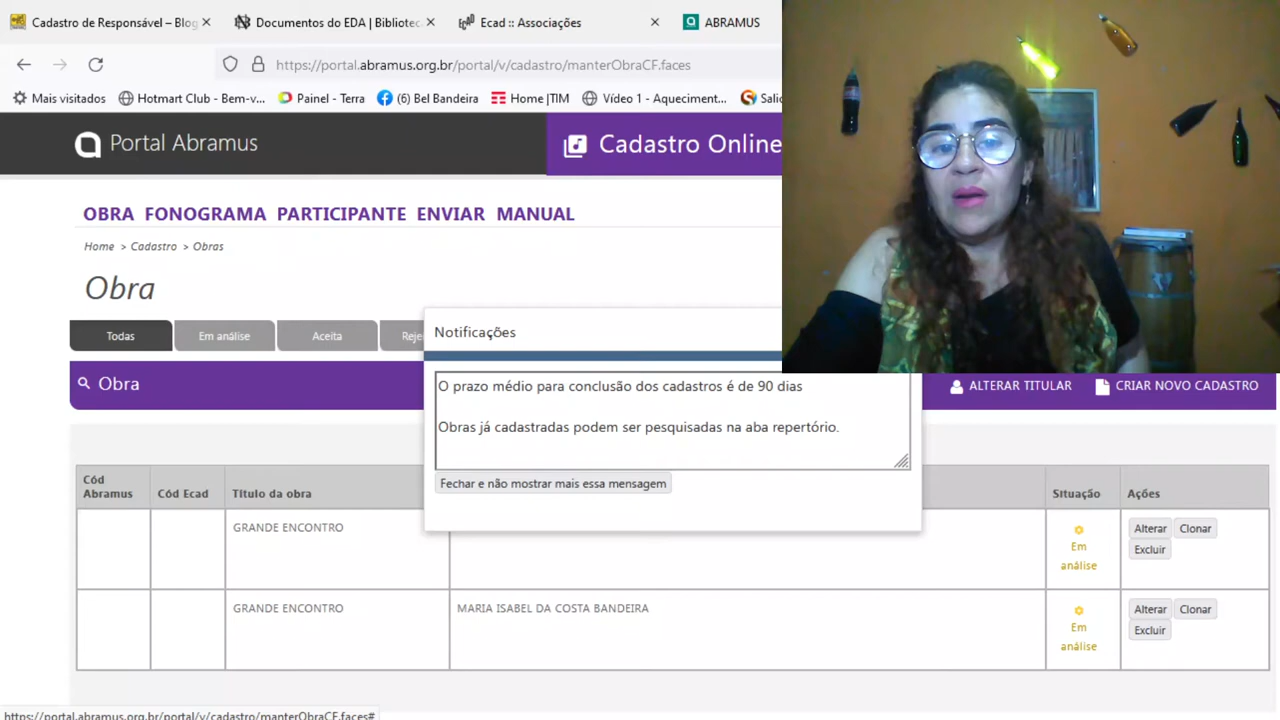 Cadastro de Responsável – Blog
Documentos do EDA | Bibliotec
Ecad :: Associações
ABRAMUS
https://portal.abramus.org.br/portal/v/cadastro/manterObraCF.faces
Mais visitados
Hotmart Club - Bem-v...
Painel - Terra
(6) Bel Bandeira
Home |TIM
Vídeo 1 - Aqueciment...
Salic
Portal Abramus
Cadastro Online
OBRA FONOGRAMA PARTICIPANTE ENVIAR MANUAL
Home > Cadastro > Obras
Obra
Todas
Em análise
Aceita
Notificações
Obra
O prazo médio para conclusão dos cadastros é de 90 dias
Obras já cadastradas podem ser pesquisadas na aba repertório.
Fechar e não mostrar mais essa mensagem
ALTERAR TITULAR
CRIAR NOVO CADASTRO
Cód
Abramus
Cód Ecad
Título da obra
Situação
Ações
GRANDE ENCONTRO
Em
análise
Alterar
Clonar
Excluir
GRANDE ENCONTRO
MARIA ISABEL DA COSTA BANDEIRA
Em
análise
Alterar
Clonar
Excluir
https://portal.abramus.org.br/portal/v/cadastro/manterObraCF.faces#